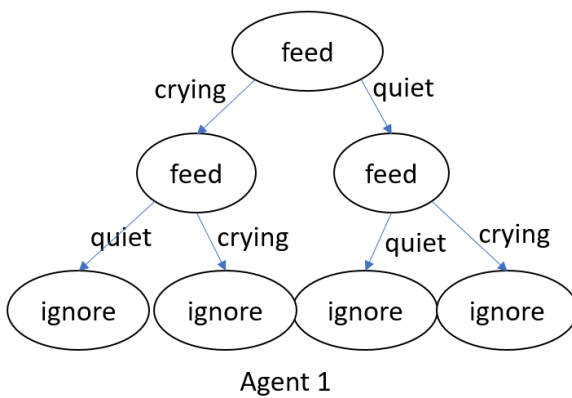 feed
crying
quiet
feed
feed
quiet
crying
quiet
crying
ignore
ignore
ignore
ignore
Agent 1